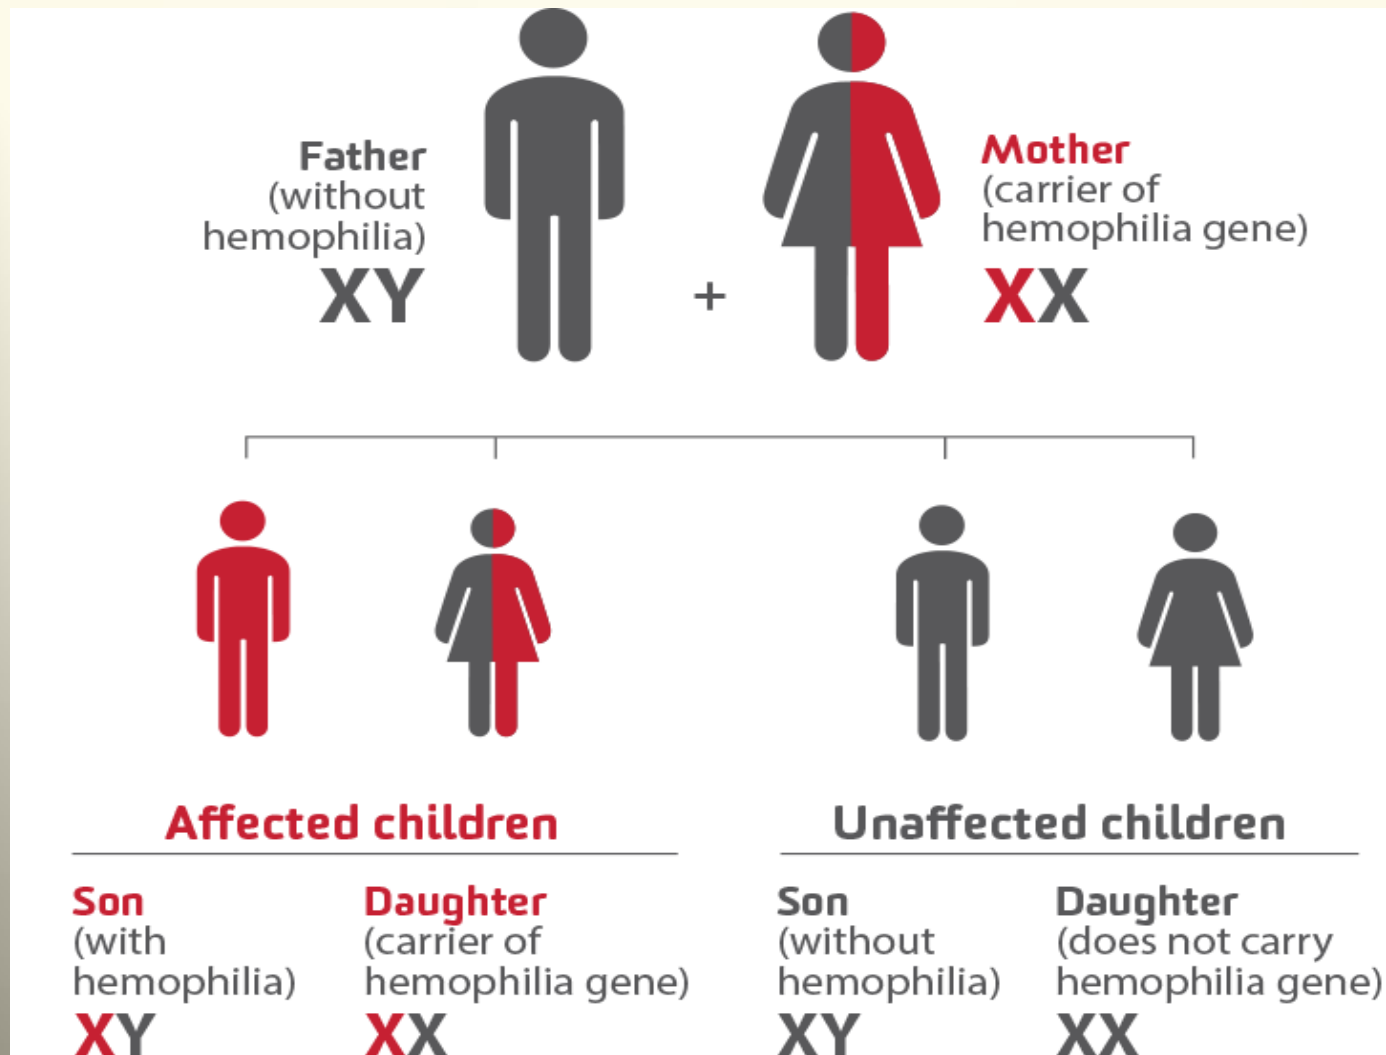 Father
(without
hemophilia)
XY
+
Mother
(carrier of
hemophilia gene)
XX
Affected children
Unaffected children
Son
(with
hemophilia)
XY
Daughter
(carrier of
hemophilia gene)
XX
Son
(without
hemophilia)
XY
Daughter
(does not carry
hemophilia gene)
XX